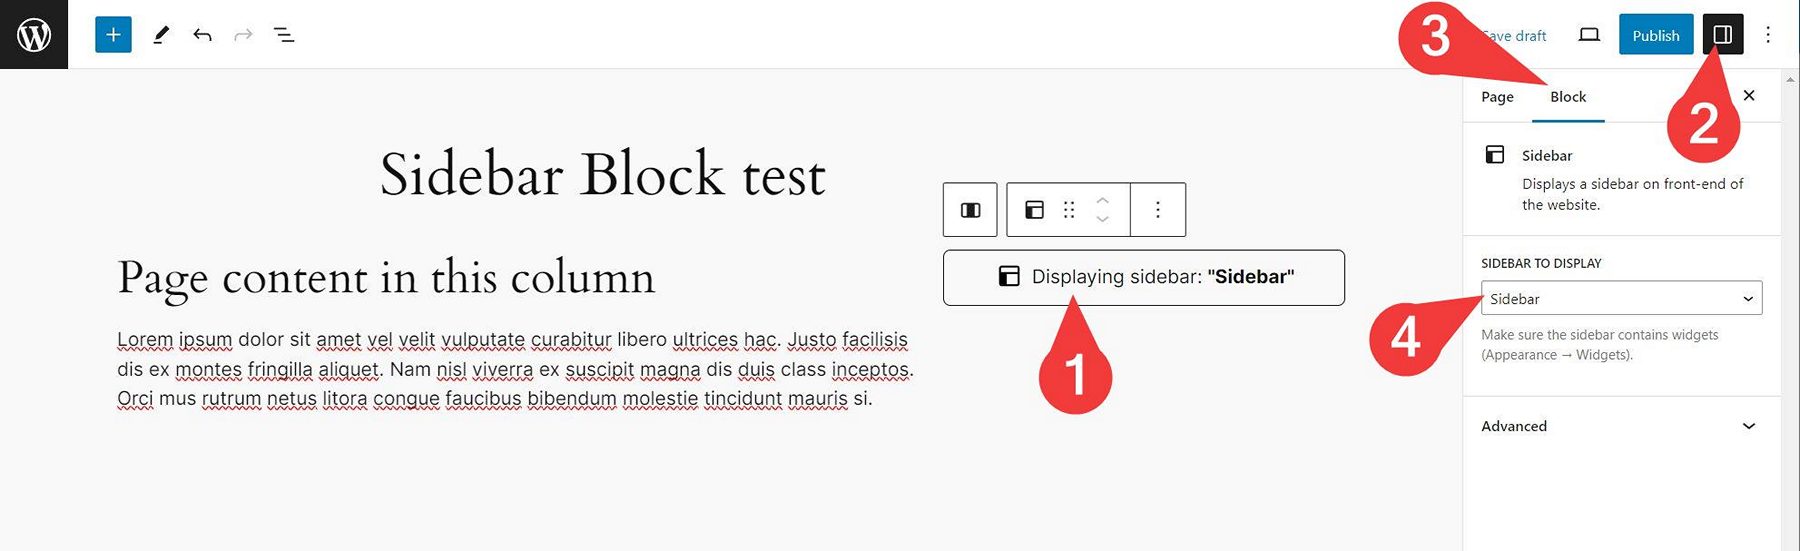 3
Save draft
Publish
Page
Block
2
Sidebar Block test
Sidebar
Displays a sidebar on front-end of
the website.
Page content in this column
Displaying sidebar: "Sidebar"
SIDEBAR TO DISPLAY
Sidebar
4
Make sure the sidebar contains widgets
(Appearance → Widgets).
1
Lorem ipsum dolor sit amet vel velit vulputate curabitur libero ultrices hac. Justo facilisis
dis ex montes fringilla aliquet. Nam nisl viverra ex suscipit magna dis duis class inceptos.
Orci mus rutrum netus litora congue faucibus bibendum molestie tincidunt mauris si.
Advanced